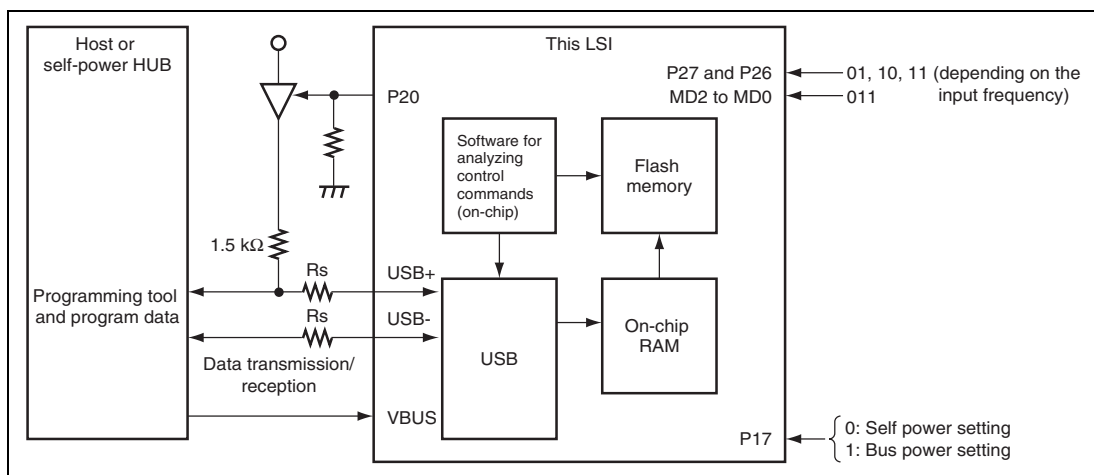 Host or
self-power HUB
Programming tool
and program data
1.5 kΩ
Rs
Rs
Data transmission/
reception
This LSI
P20
P27 and P26
MD2 to MD0
01, 10, 11 (depending on the
input frequency)
011
Software for
analyzing
control
commands
(on-chip)
Flash
memory
USB+
USB-
VBUS
USB
On-chip
RAM
P17
0: Self power setting
1: Bus power setting